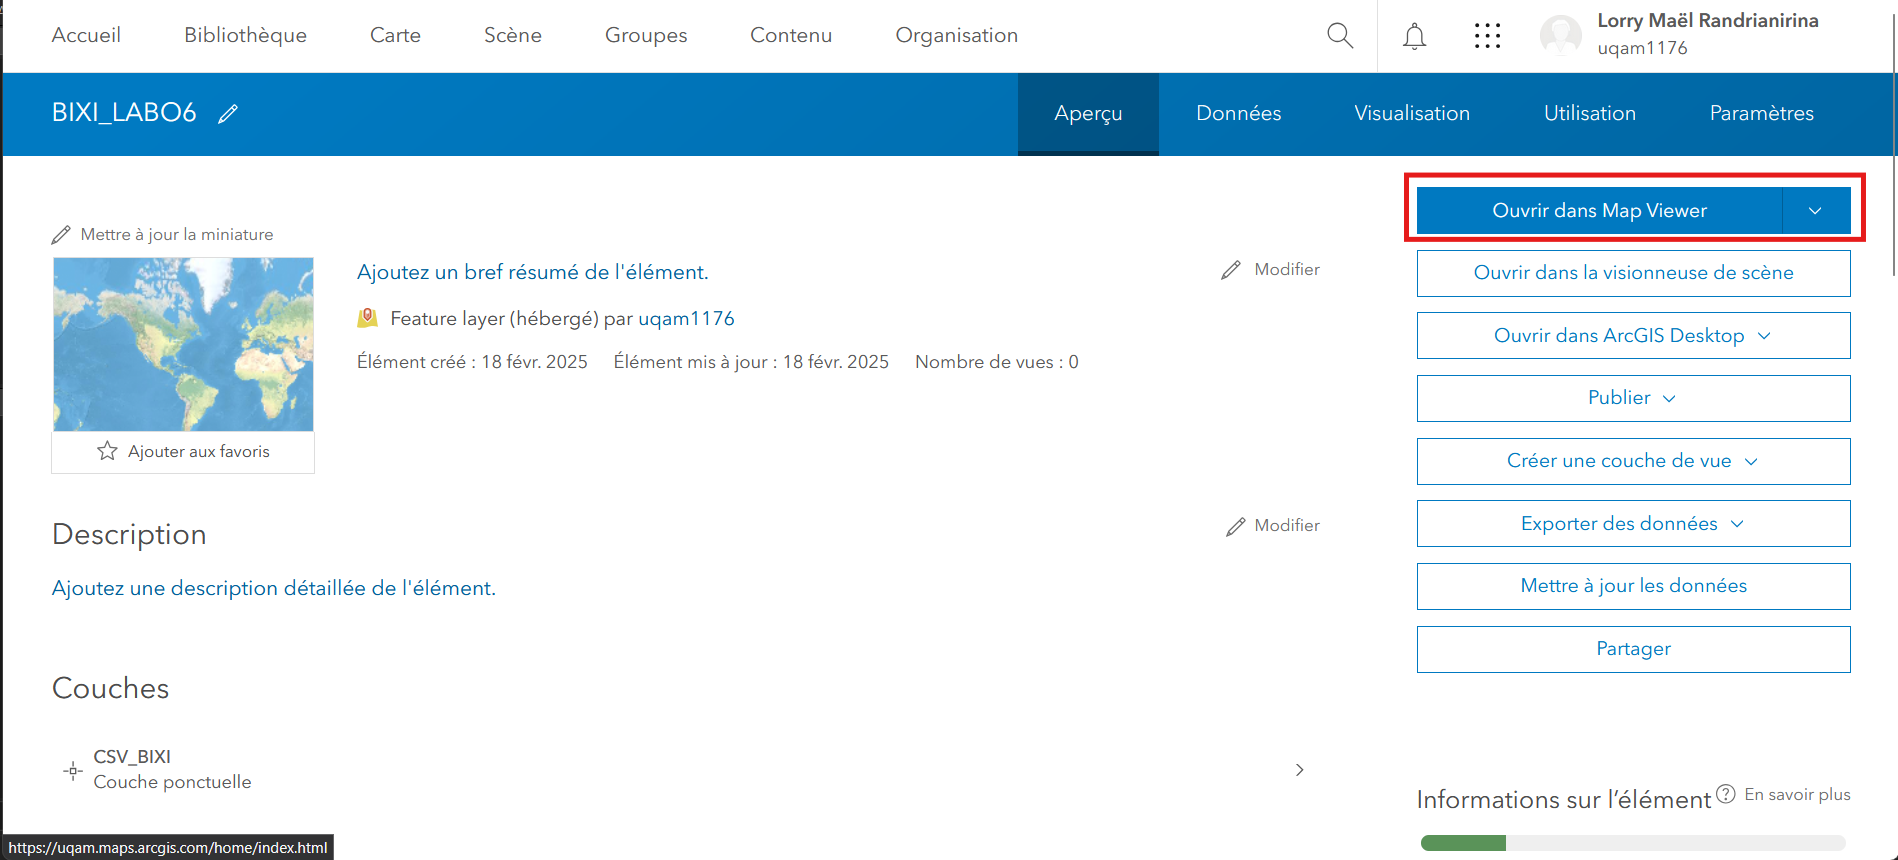 Accueil Bibliothèque Carte Scène Groupes Contenu Organisation
Lorry Maël Randrianirina
uqam1176
BIXI_LABO6
Aperçu Données Visualisation Utilisation Paramètres
Mettre à jour la miniature
Ajouter aux favoris
Ajoutez un bref résumé de l'élément.
Modifier
Feature layer (hébergé) par uqam1176
Élément créé : 18 févr. 2025 Élément mis à jour : 18 févr. 2025 Nombre de vues : 0
Description
Modifier
Ajoutez une description détaillée de l'élément.
Couches
CSV_BIXI
Couche ponctuelle
Ouvrir dans Map Viewer
Ouvrir dans la visionneuse de scène
Ouvrir dans ArcGIS Desktop
Publier
Créer une couche de vue
Exporter des données
Mettre à jour les données
Partager
Informations sur l’élément ? En savoir plus
https://uqam.maps.arcgis.com/home/index.html